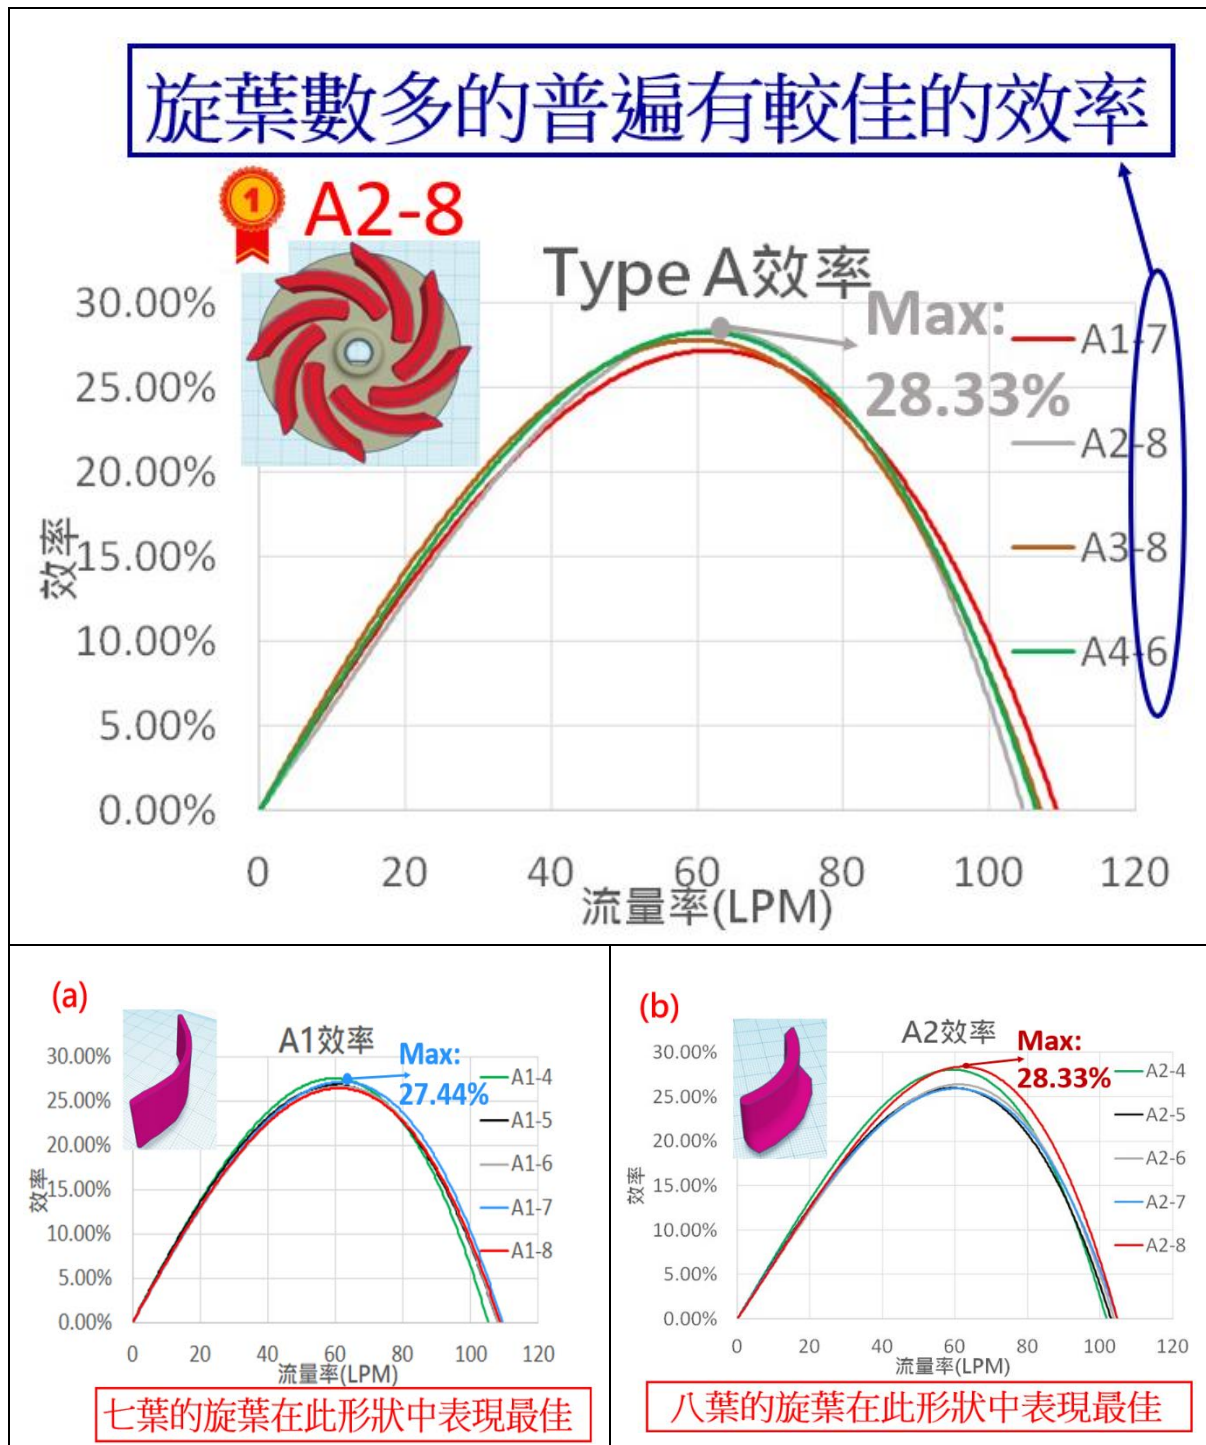 旋葉數多的普遍有較佳的效率
1
A2-8
Type A效率
Max:
28.33%
30.00%
25.00%
20.00%
15.00%
10.00%
5.00%
0.00%
效率
A1-7
A2-8
A3-8
A4-6
0 20 40 60 80 100 120
流量率(LPM)
(a)
A1效率
Max:
27.44%
30.00%
25.00%
20.00%
15.00%
10.00%
5.00%
0.00%
效率
A1-4
A1-5
A1-6
A1-7
A1-8
0 20 40 60 80 100 120
流量率(LPM)
七葉的旋葉在此形狀中表現最佳
(b)
A2效率
Max:
28.33%
30.00%
25.00%
20.00%
15.00%
10.00%
5.00%
0.00%
效率
A2-4
A2-5
A2-6
A2-7
A2-8
0 20 40 60 80 100 120
流量率(LPM)
八葉的旋葉在此形狀中表現最佳